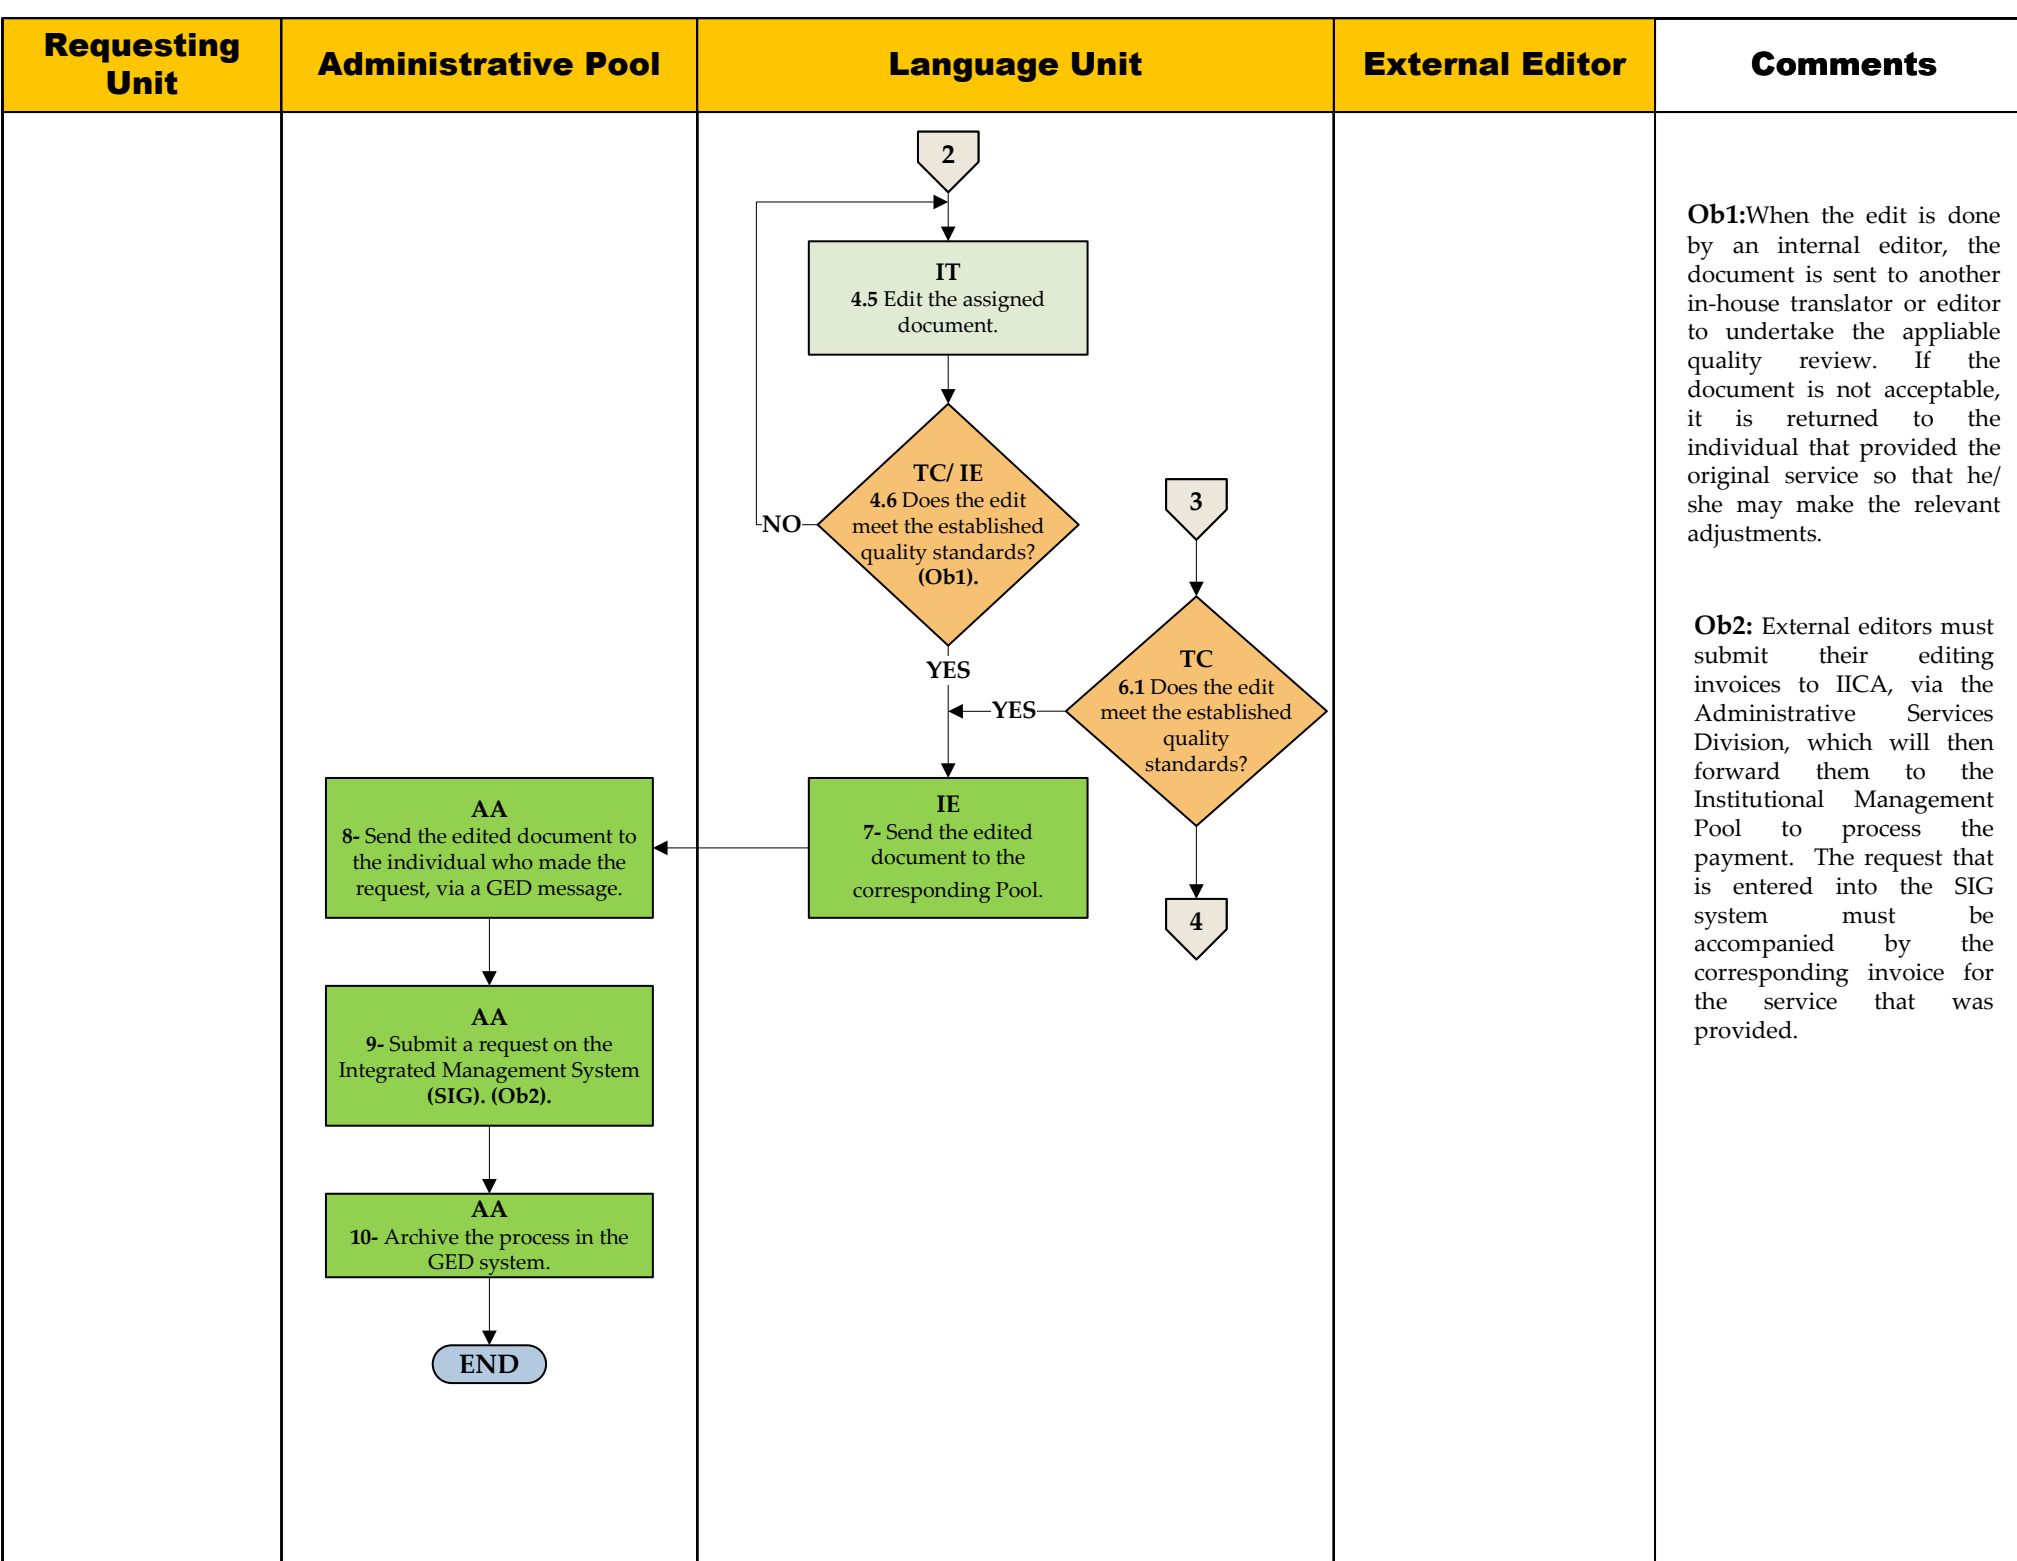 Requesting
Unit
Administrative Pool
Language Unit
External Editor
Comments
2
IT
4.5 Edit the assigned
document.
TC/ IE
4.6 Does the edit
meet the established
quality standards?
(Ob1).
NO
YES
3
TC
6.1 Does the edit
meet the established
quality
standards?
YES
4
IE
7- Send the edited
document to the
corresponding Pool.
AA
8- Send the edited document to
the individual who made the
request, via a GED message.
AA
9- Submit a request on the
Integrated Management System
(SIG). (Ob2).
AA
10- Archive the process in the
GED system.
END
Ob1:When the edit is done
by an internal editor, the
document is sent to another
in-house translator or editor
to undertake the appliable
quality review. If the
document is not acceptable,
it is returned to the
individual that provided the
original service so that he/
she may make the relevant
adjustments.
Ob2: External editors must
submit their editing
invoices to IICA, via the
Administrative Services
Division, which will then
forward them to the
Institutional Management
Pool to process the
payment. The request that
is entered into the SIG
system must be
accompanied by the
corresponding invoice for
the service that was
provided.